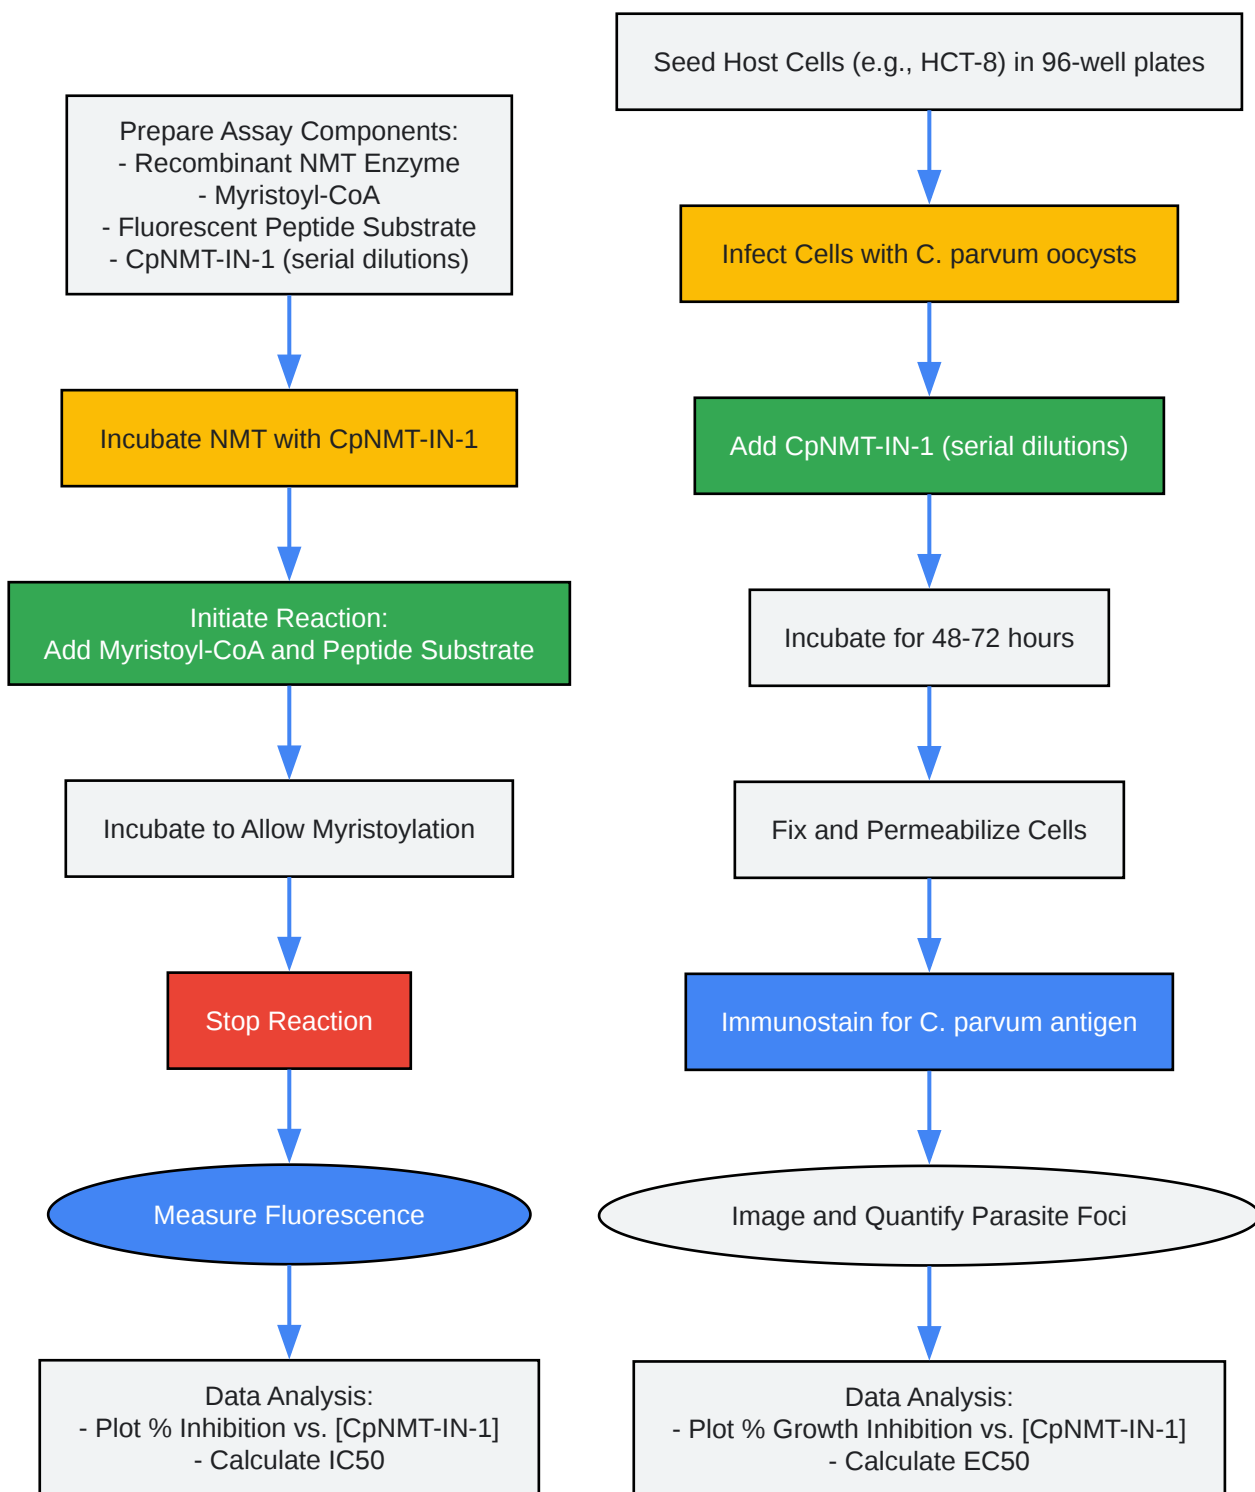 Prepare Assay Components:
- Recombinant NMT Enzyme
- Myristoyl-CoA
- Fluorescent Peptide Substrate
- CpNMT-IN-1 (serial dilutions)
Incubate NMT with CpNMT-IN-1
Initiate Reaction:
Add Myristoyl-CoA and Peptide Substrate
Incubate to Allow Myristoylation
Stop Reaction
Measure Fluorescence
Data Analysis:
- Plot % Inhibition vs. [CpNMT-IN-1]
- Calculate IC50
Seed Host Cells (e.g., HCT-8) in 96-well plates
Infect Cells with C. parvum oocysts
Add CpNMT-IN-1 (serial dilutions)
Incubate for 48-72 hours
Fix and Permeabilize Cells
Immunostain for C. parvum antigen
Image and Quantify Parasite Foci
Data Analysis:
- Plot % Growth Inhibition vs. [CpNMT-IN-1]
- Calculate EC50